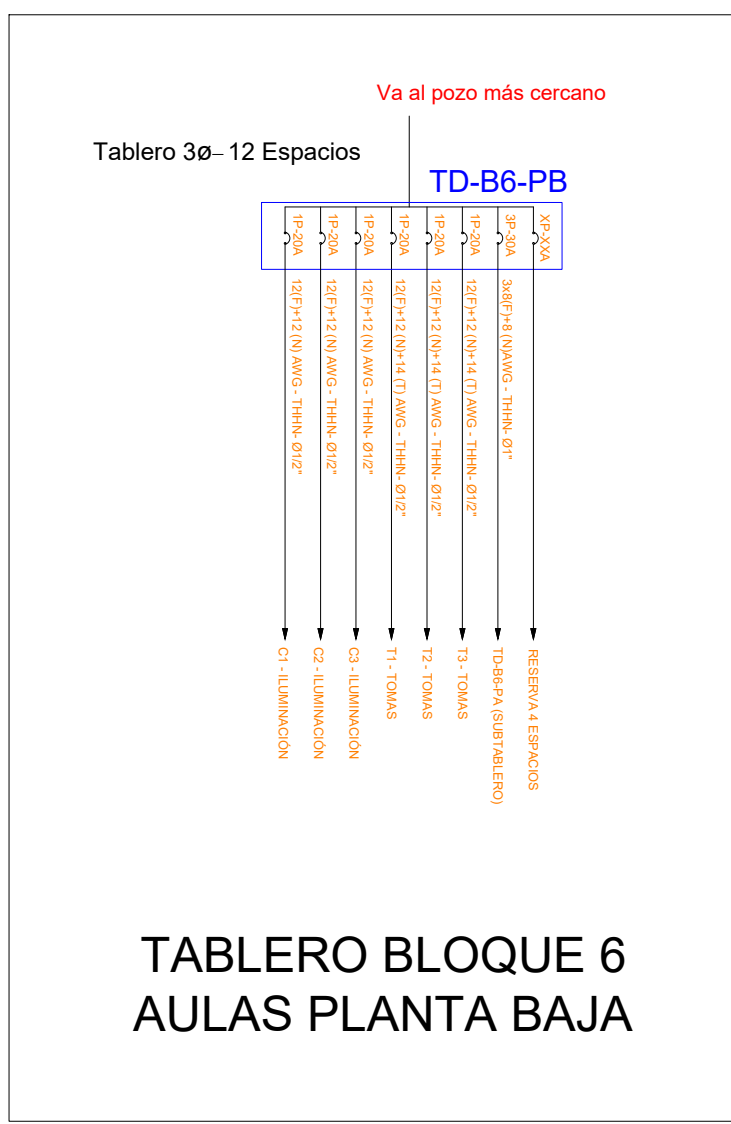 Va al pozo más cercano
Tablero 3ø– 12 Espacios
TD-B6-PB
1P-20A
1P-20A
1P-20A
1P-20A
1P-20A
1P-20A
3P-30A
XP-XXA
12(F)+12 (N) AWG - THHN- Ø1/2"
12(F)+12 (N) AWG - THHN- Ø1/2"
12(F)+12 (N) AWG - THHN- Ø1/2"
12(F)+12 (N)+14 (T) AWG - THHN- Ø1/2"
12(F)+12 (N)+14 (T) AWG - THHN- Ø1/2"
12(F)+12 (N)+14 (T) AWG - THHN- Ø1/2"
3x8(F)+8 (N)AWG - THHN- Ø1"
C1 - ILUMINACIÓN
C2 - ILUMINACIÓN
C3 - ILUMINACIÓN
T1 - TOMAS
T2 - TOMAS
T3 - TOMAS
TD-B6-PA (SUBTABLERO)
RESERVA 4 ESPACIOS
TABLERO BLOQUE 6
AULAS PLANTA BAJA